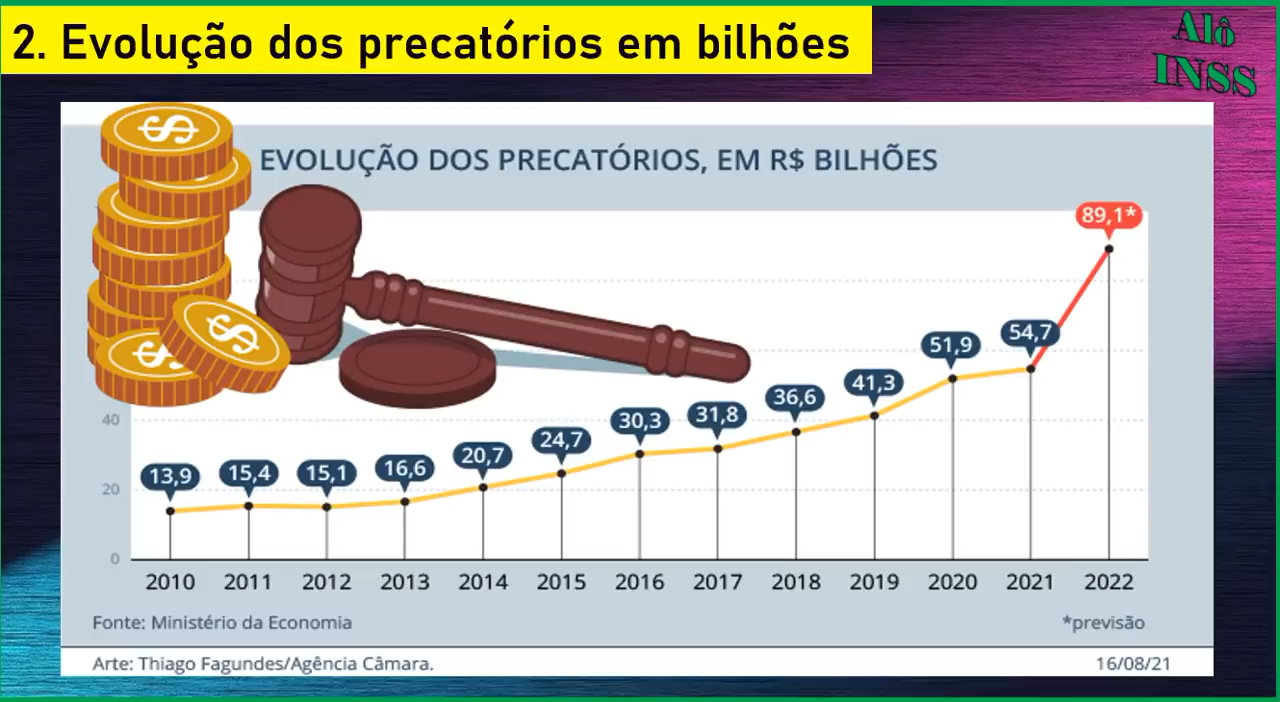 2. Evolução dos precatórios em bilhões
Alô
INSS
EVOLUÇÃO DOS PRECATÓRIOS, EM R$ BILHÕES
89,1*
54,7
51,9
41,3
36,6
31,8
30,3
24,7
20,7
16,6
15,1
15,4
13,9
40
20
0
2010 2011 2012 2013 2014 2015 2016 2017 2018 2019 2020 2021 2022
Fonte: Ministério da Economia
*previsão
Arte: Thiago Fagundes/Agência Câmara.
16/08/21